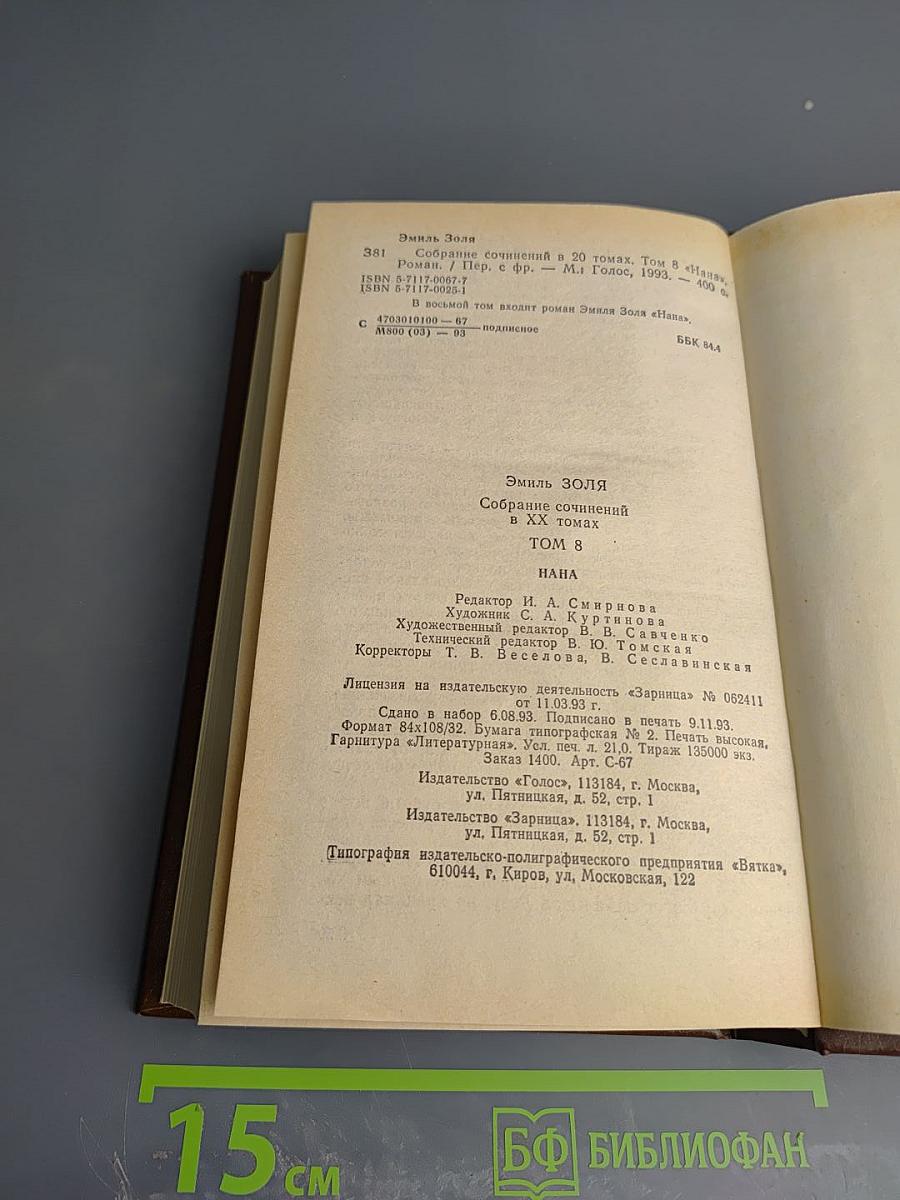 Эмиль Золя
З81 Собрание сочинений в 20 томах. Том 8 «Нана».
Роман. / Пер. с фр. — М.: Голос, 1993. — 400 с.
ISBN 5-7117-0067-7
ISBN 5-7117-0025-1
В восьмой том входит роман Эмиля Золя «Нана».
С 4703010100 — 67
М800 (03) — 93 подписное
ББК 84.4
Эмиль ЗОЛЯ
Собрание сочинений
в XX томах
ТОМ 8
НАНА
Редактор И. А. Смирнова
Художник С. А. Куртинова
Художественный редактор В. В. Савченко
Технический редактор В. Ю. Томская
Корректоры Т. В. Веселова, В. Сеславинская
Лицензия на издательскую деятельность «Зарница» № 062411
от 11.03.93 г.
Сдано в набор 6.08.93. Подписано в печать 9.11.93.
Формат 84х108/32. Бумага типографская № 2. Печать высокая.
Гарнитура «Литературная». Усл. печ. л. 21,0. Тираж 135000 экз.
Заказ 1400. Арт. С-67
Издательство «Голос», 113184, г. Москва,
ул. Пятницкая, д. 52, стр. 1
Издательство «Зарница». 113184, г. Москва,
ул. Пятницкая, д. 52, стр. 1
Типография издательско-полиграфического предприятия «Вятка»,
610044, г. Киров, ул. Московская, 122
15 см
БФ БИБЛИОФАН